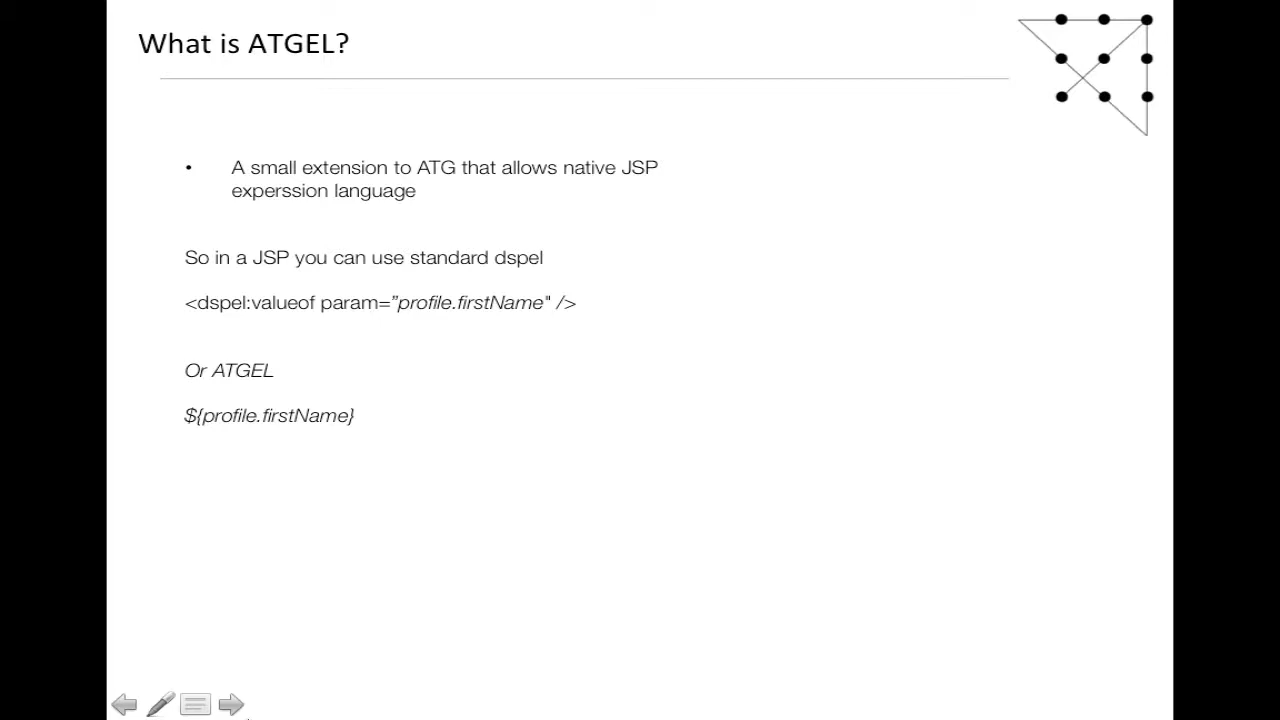 What is ATGEL?
• A small extension to ATG that allows native JSP
experssion language
So in a JSP you can use standard dspel
<dspel:valueof param=”profile.firstName" />
Or ATGEL
${profile.firstName}